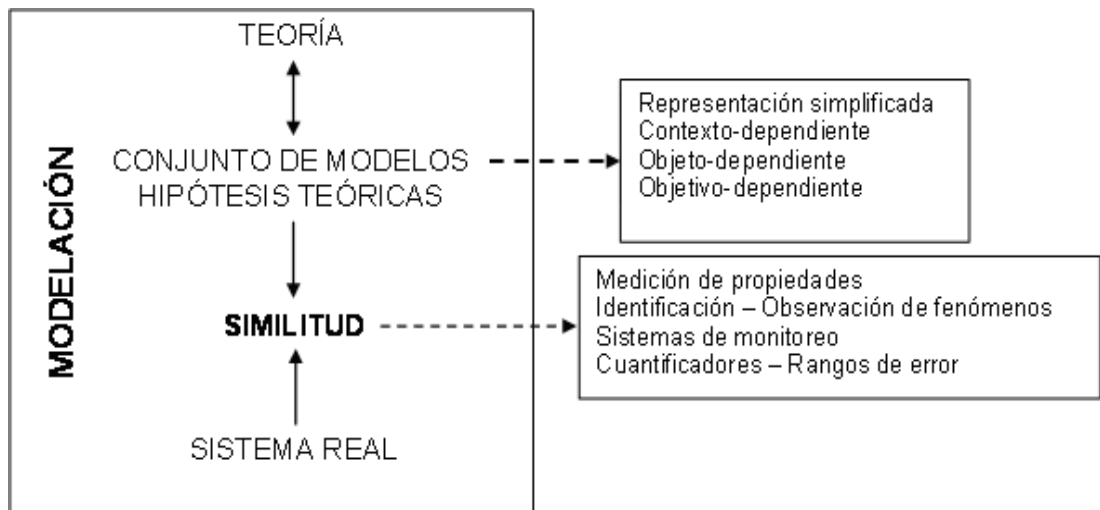 MODELACIÓN
TEORÍA
CONJUNTO DE MODELOS
HIPÓTESIS TEÓRICAS
SIMILITUD
SISTEMA REAL
Representación simplificada
Contexto-dependiente
Objeto-dependiente
Objetivo-dependiente
Medición de propiedades
Identificación – Observación de fenómenos
Sistemas de monitoreo
Cuantificadores – Rangos de error